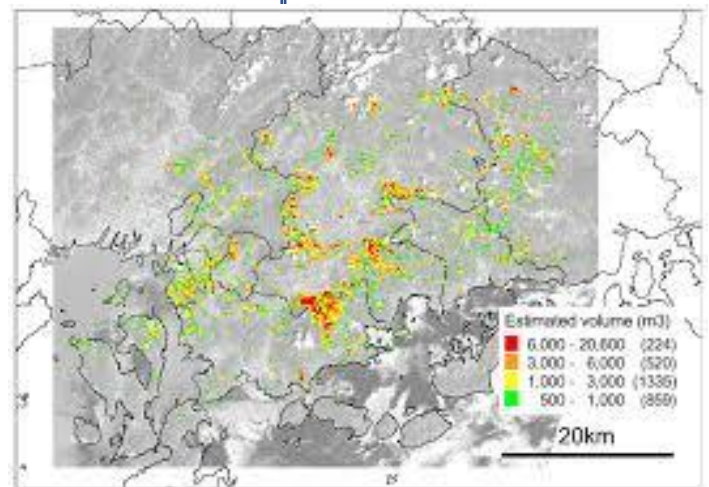 Estimated volume (m3)
6,000 - 20,600 (224)
3,000 - 6,000 (520)
1,000 - 3,000 (1335)
500 - 1,000 (859)
20km